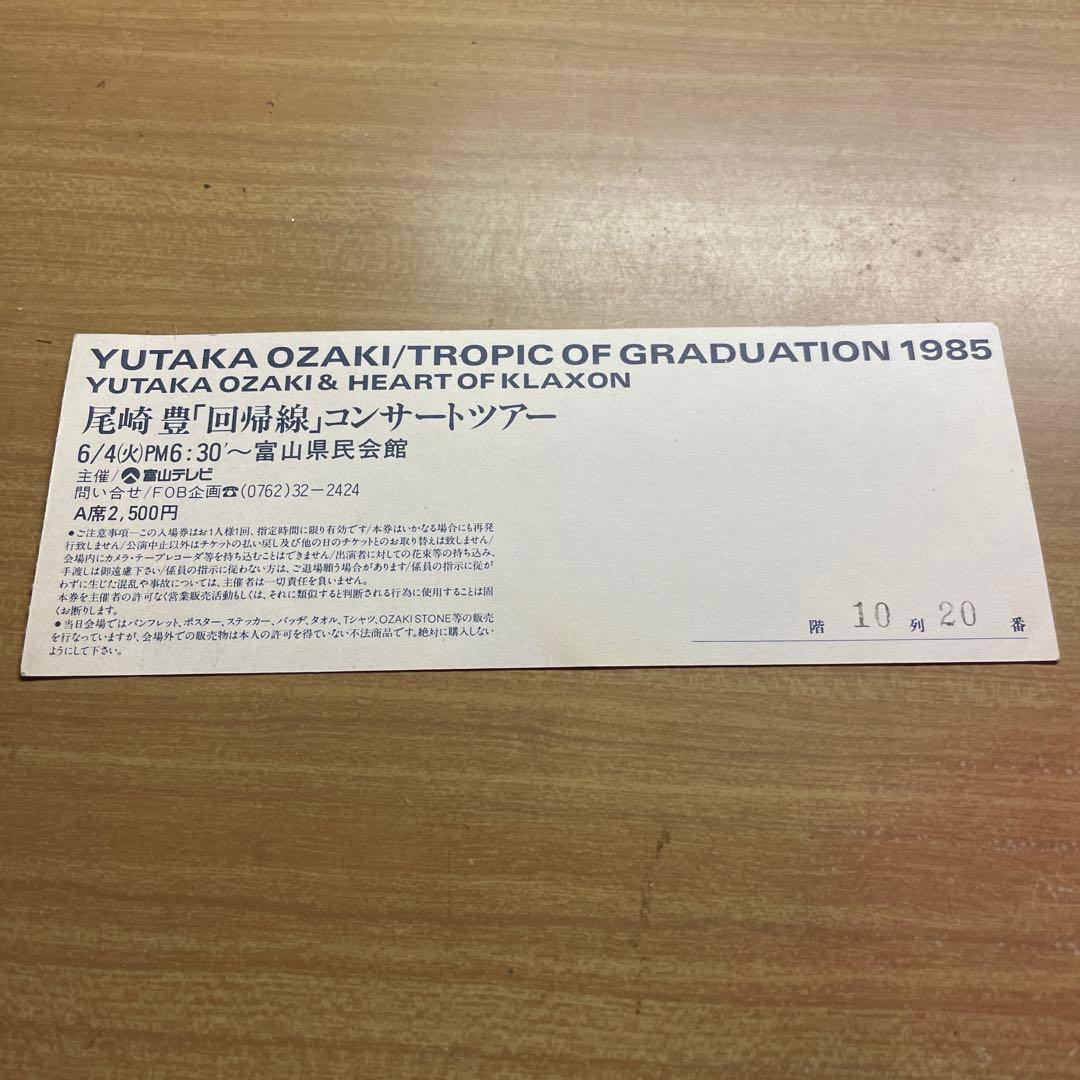 YUTAKA OZAKI/TROPIC OF GRADUATION 1985
YUTAKA OZAKI & HEART OF KLAXON
尾崎 豊「回帰線」コンサートツアー
6/4(火)PM6:30'〜富山県民会館
主催/富山テレビ
問い合せ/FOB企画☎(0762)32−2424
A席2,500円
●ご注意事項—この入場券はお1人様1回、指定時間に限り有効です/本券はいかなる場合にも再発
行致しません/公演中止以外はチケットの払い戻し及び他の日のチケットとのお取り替えは致しません/
会場内にカメラ・テープレコーダ等を持ち込むことはできません/出演者に対しての花束等の持ち込み、
手渡しは御遠慮下さい/係員の指示に従わない方は、ご退場願う場合があります/係員の指示に従が
わずに生じた混乱や事故については、主催者は一切責任を負いません。
本券を主催者の許可なく営業販売活動もしくは、それに類似すると判断される行為に使用することは固
くお断りします。
●当日会場ではパンフレット、ポスター、ステッカー、バッヂ、タオル、Tシャツ、OZAKI STONE等の販売
を行なっていますが、会場外での販売物は本人の許可を得ていない不法商品です。絶対に購入しない
ようにして下さい。
階 10 列 20 番